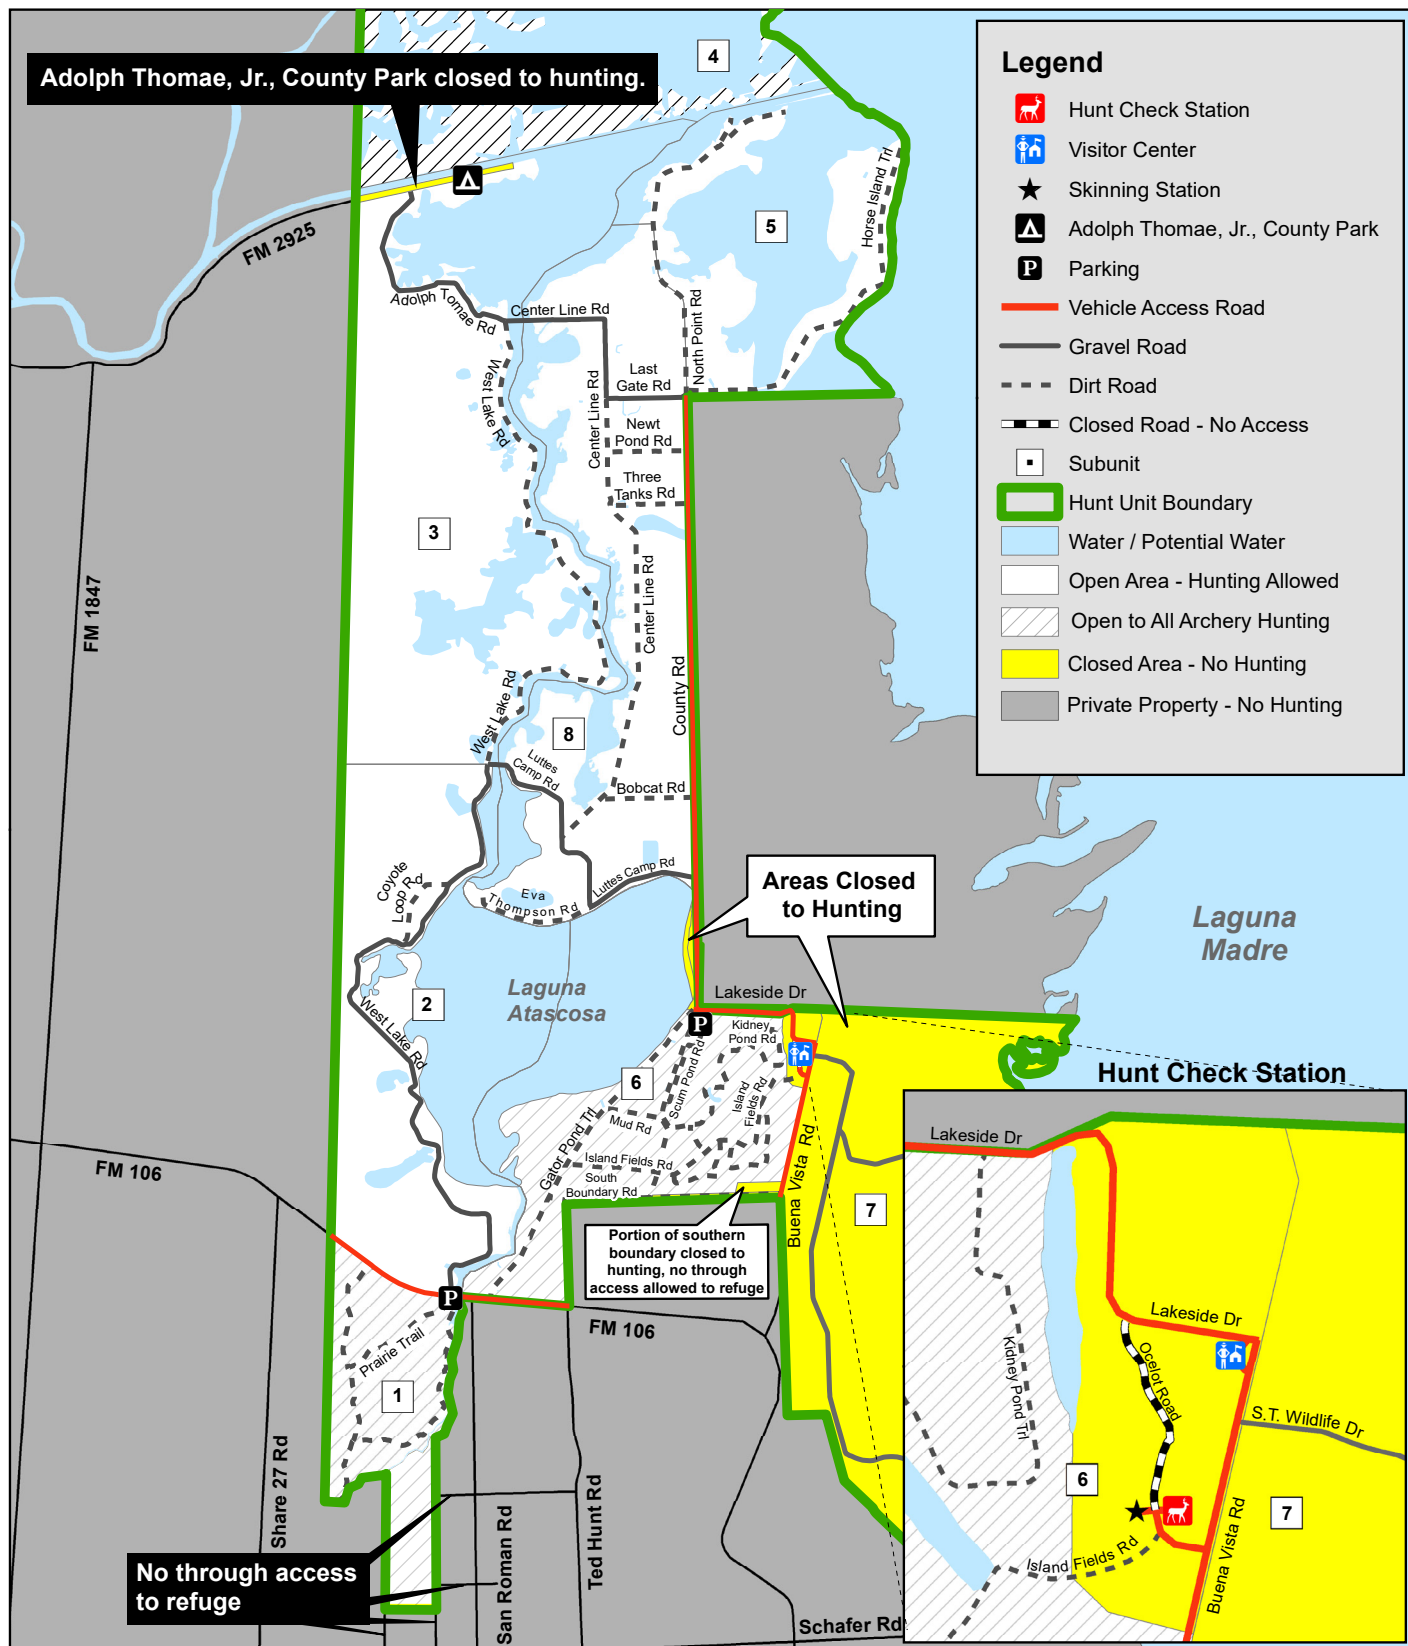 4
Adolph Thomae, Jr., County Park closed to hunting.
FM 2925
Adolph Tomae Rd
Center Line Rd
5
Horse Island Trl
North Point Rd
West Lake Rd
Last
Gate Rd
Center Line Rd
Newt
Pond Rd
Three
Tanks Rd
3
FM 1847
Center Line Rd
County Rd
West Lake Rd
8
Luttes
Camp Rd
Bobcat Rd
Coyote
Loop Rd
Eva
Thompson Rd
Luttes Camp Rd
Areas Closed
to Hunting
Laguna
Madre
Laguna
Atascosa
2
West Lake Rd
Lakeside Dr
Kidney
Pond Rd
Scum Pond Rd
6
Island
Fields Rd
Mud Rd
Gator Pond Trl
Island Fields Rd
South
Boundary Rd
Buena Vista Rd
7
Portion of southern
boundary closed to
hunting, no through
access allowed to refuge
FM 106
P
P
FM 106
Prairie Trail
1
Share 27 Rd
San Roman Rd
Ted Hunt Rd
Schafer Rd
No through access
to refuge
Legend
Hunt Check Station
Visitor Center
Skinning Station
Adolph Thomae, Jr., County Park
P Parking
Vehicle Access Road
Gravel Road
Dirt Road
Closed Road - No Access
Subunit
Hunt Unit Boundary
Water / Potential Water
Open Area - Hunting Allowed
Open to All Archery Hunting
Closed Area - No Hunting
Private Property - No Hunting
Hunt Check Station
Lakeside Dr
Lakeside Dr
Kidney Pond Trl
Ocelot Road
S.T. Wildlife Dr
6
7
Island Fields Rd
Buena Vista Rd